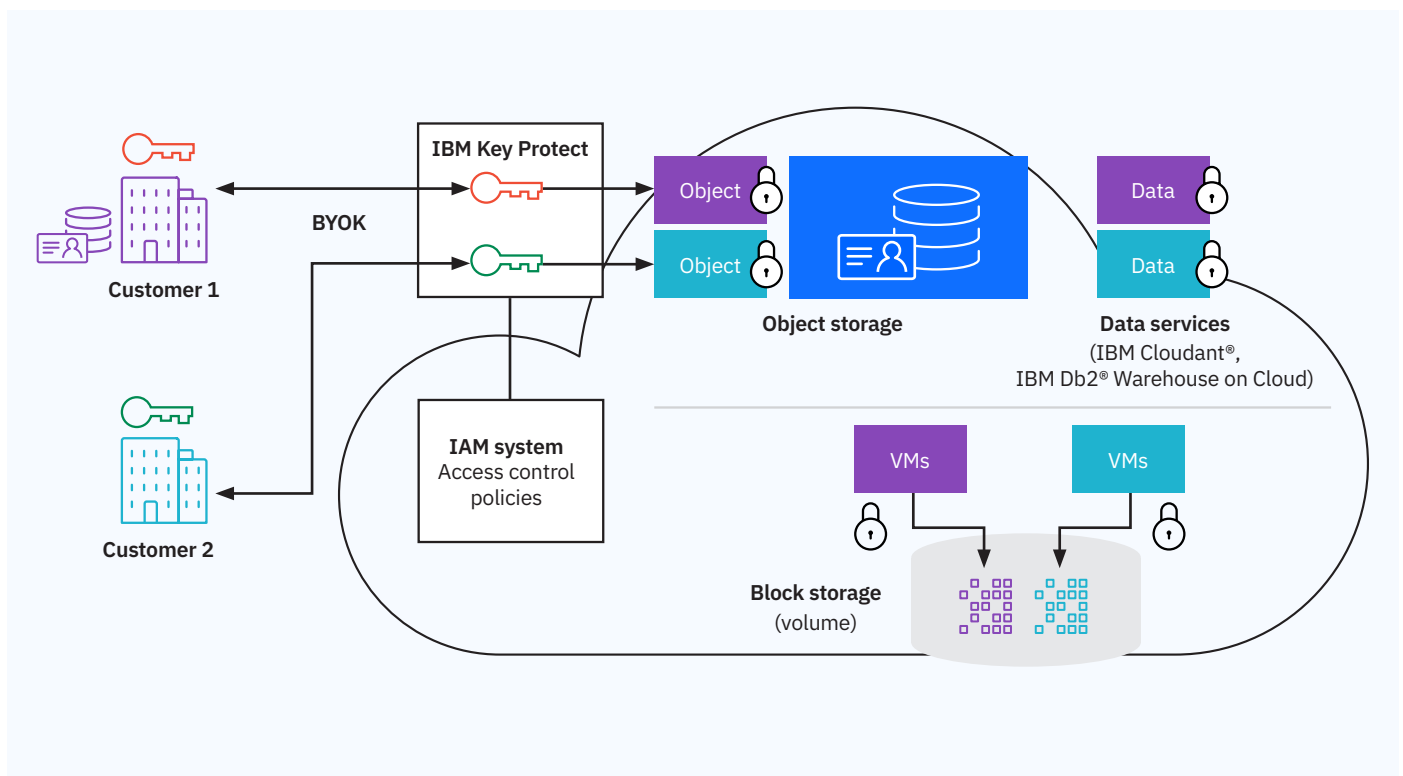 IBM Key Protect
BYOK
Customer 1
Customer 2
IAM system
Access control
policies
Object
Object
Object storage
Data
Data
Data services
(IBM Cloudant®,
IBM Db2® Warehouse on Cloud)
VMs
VMs
Block storage
(volume)